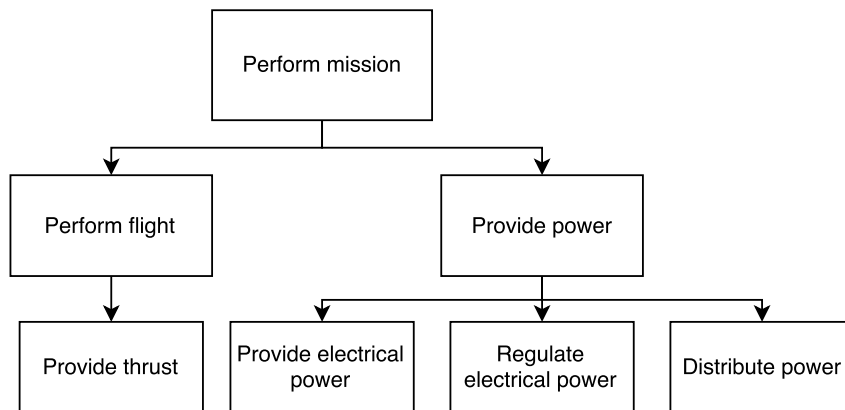 Perform mission
Perform flight
Provide power
Provide thrust
Provide electrical
power
Regulate
electrical power
Distribute power